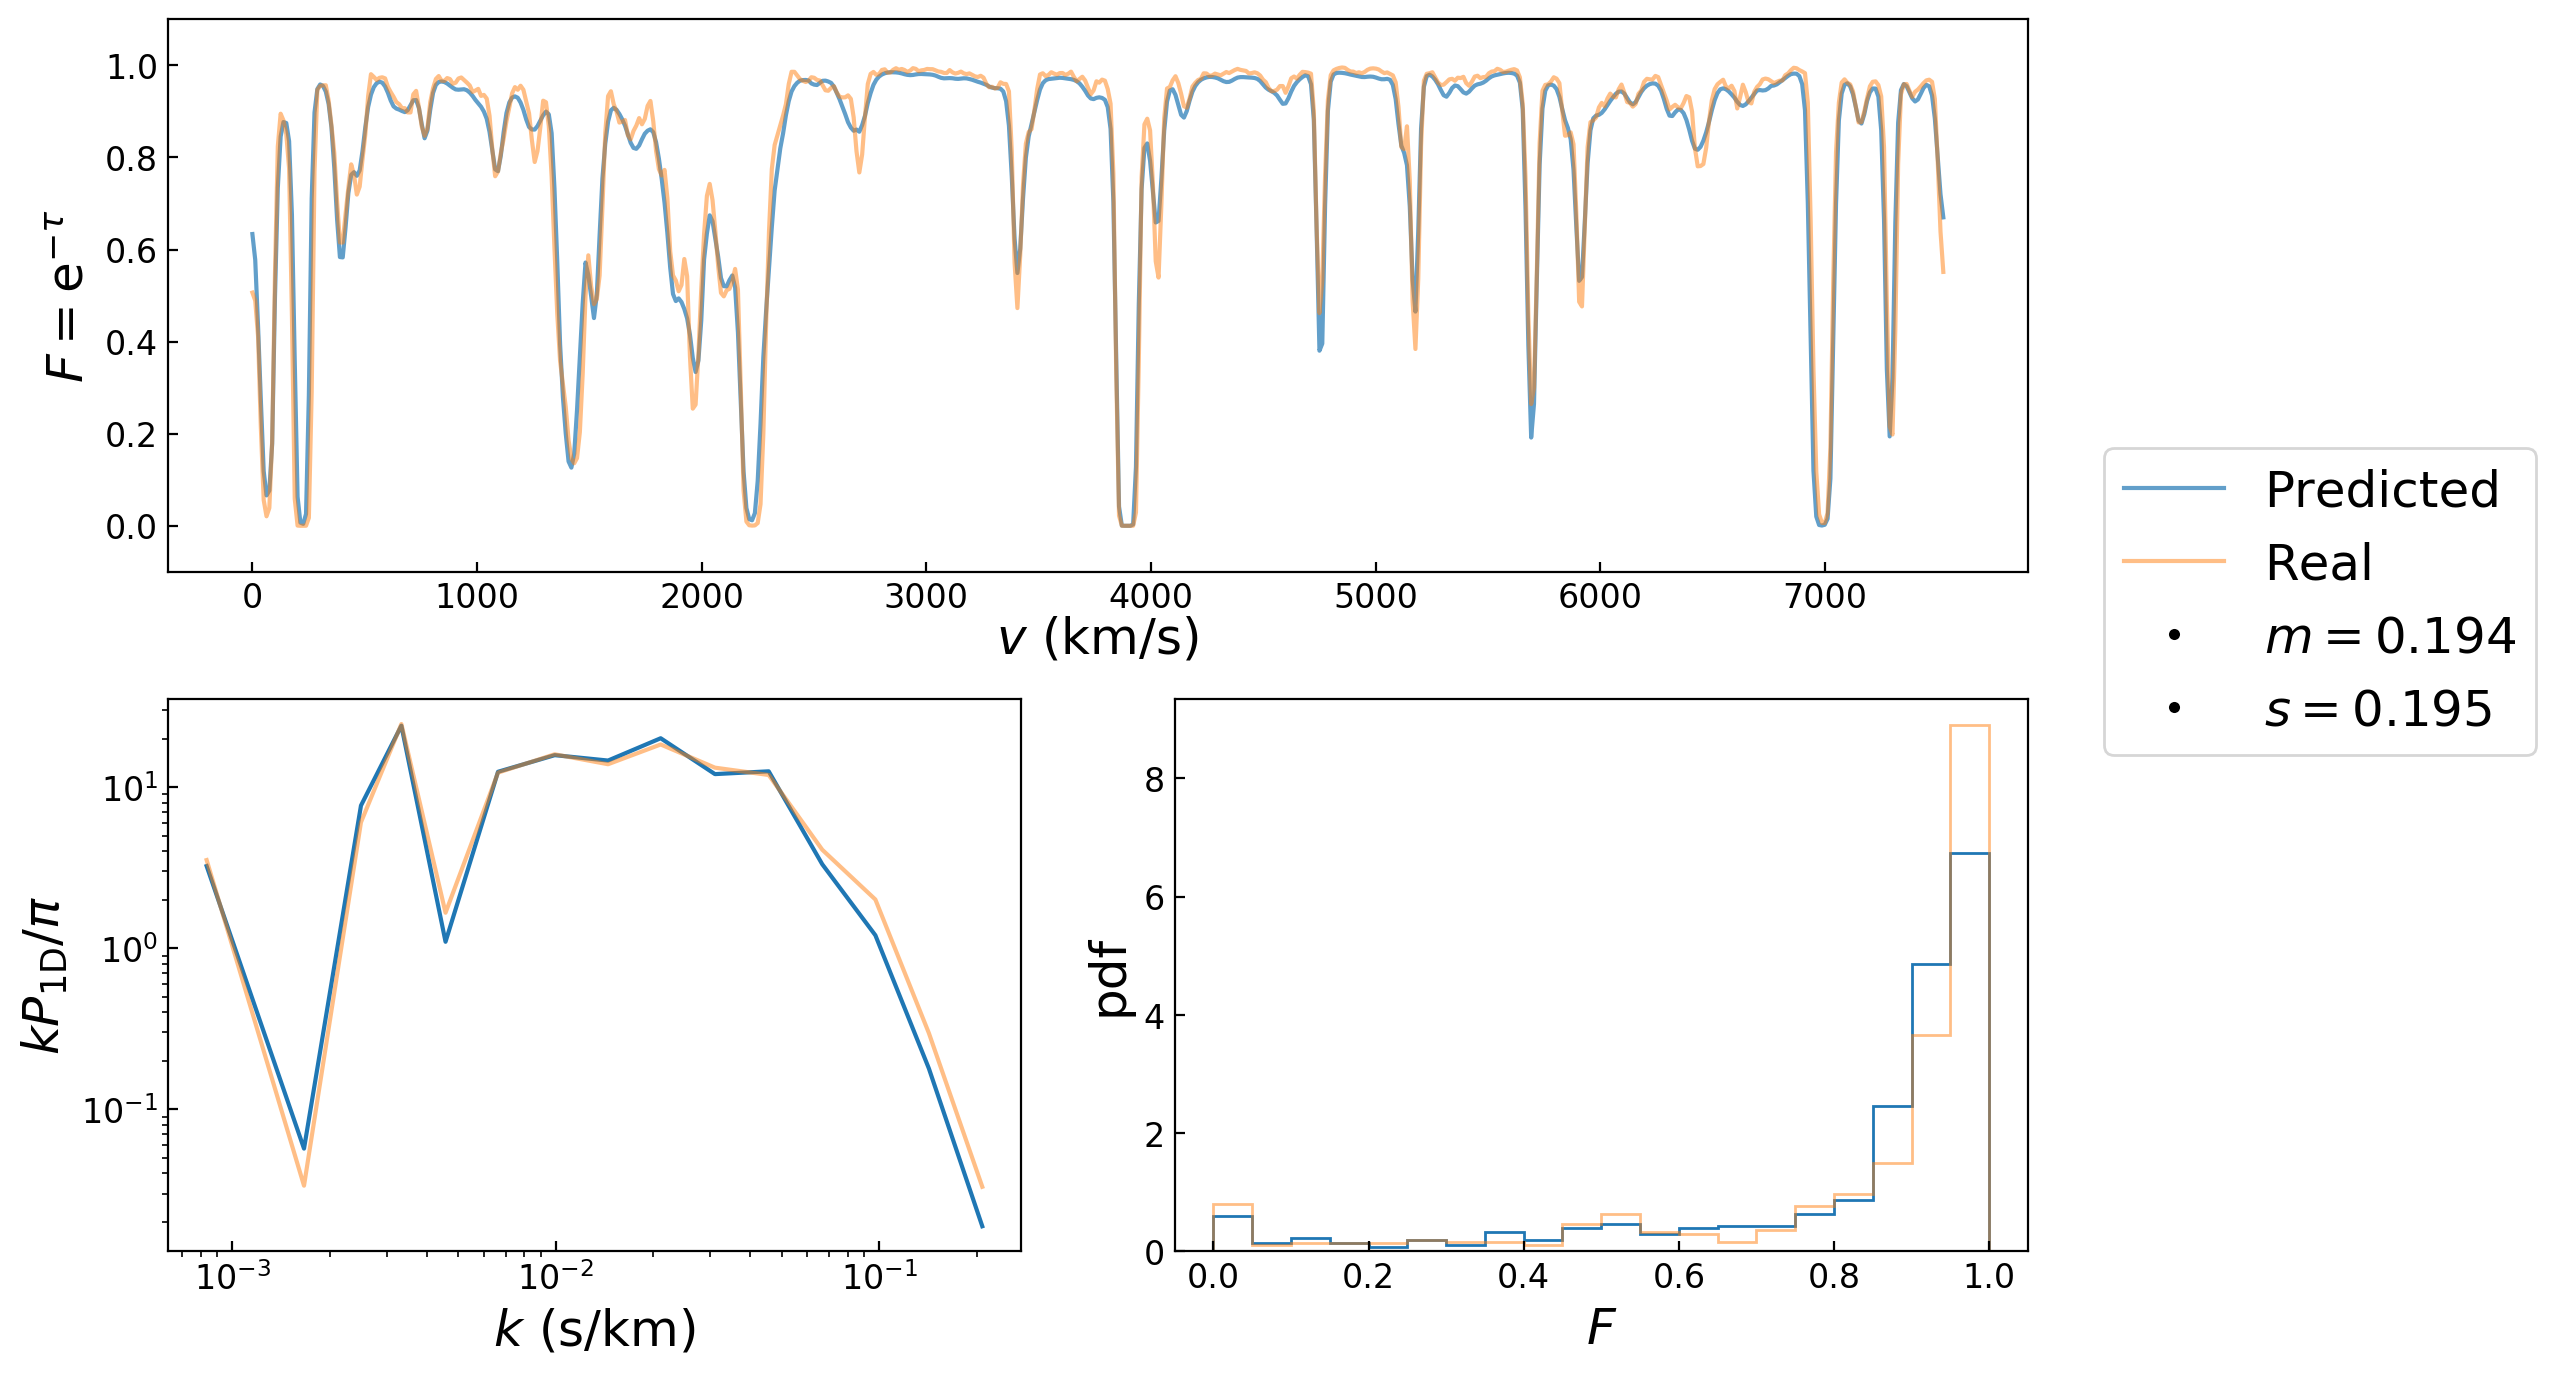 F = e^{−τ}
1.0
0.8
0.6
0.4
0.2
0.0
0 1000 2000 3000 4000 5000 6000 7000
v (km/s)
Predicted
Real
m = 0.194
s = 0.195
kP_{1D}/π
10^1
10^0
10^{−1}
10^{−3} 10^{−2} 10^{−1}
k (s/km)
pdf
8
6
4
2
0
0.0 0.2 0.4 0.6 0.8 1.0
F